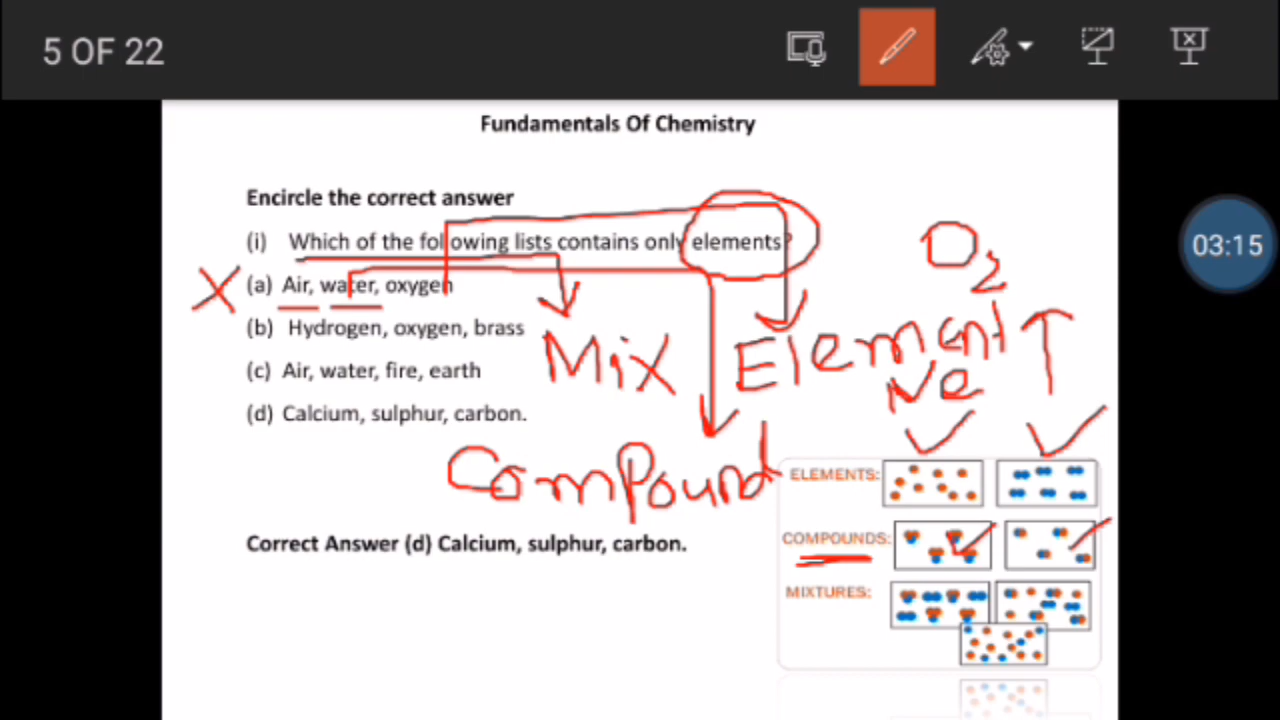 5 OF 22
Fundamentals Of Chemistry
Encircle the correct answer
(i) Which of the following lists contains only elements?
(a) Air, water, oxygen
(b) Hydrogen, oxygen, brass
(c) Air, water, fire, earth
(d) Calcium, sulphur, carbon.
Correct Answer (d) Calcium, sulphur, carbon.
03:15
X
O2
Mix
Element
Ne
Compound
ELEMENTS:
COMPOUNDS:
MIXTURES: